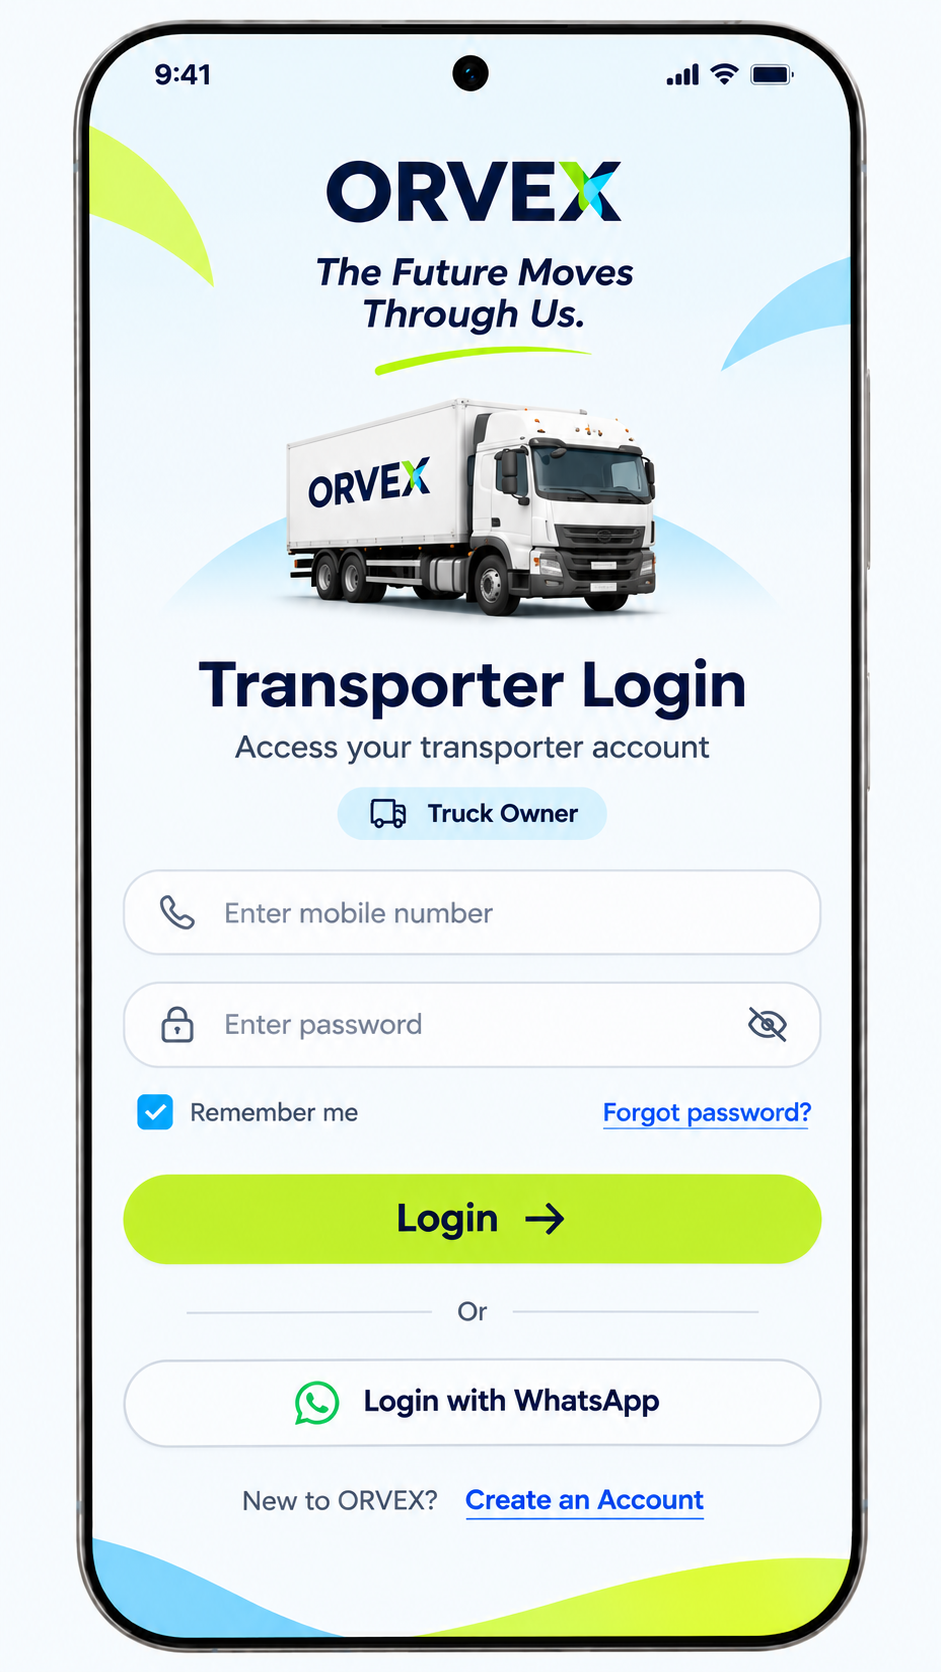 9:41
ORVEX
The Future Moves
Through Us.
ORVEX
Transporter Login
Access your transporter account
Truck Owner
Enter mobile number
Enter password
Remember me Forgot password?
Login
Or
Login with WhatsApp
New to ORVEX? Create an Account